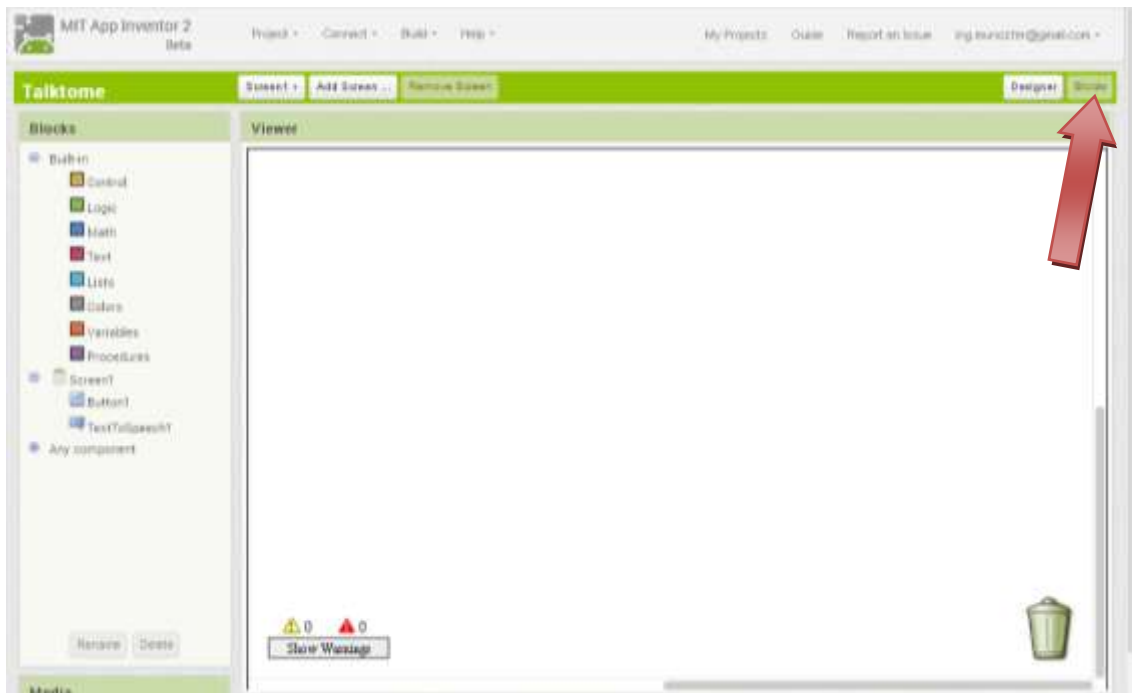 MIT App Inventor 2
Beta
Project Connect Build Help
My Projects Guide Report an Issue
Talktome
Screen1 Add Screen ... Remove Screen
Designer Blocks
Blocks
Viewer
Built-in
Control
Logic
Math
Text
Lists
Colors
Variables
Procedures
Screen1
Button1
TextToSpeech1
Any component
0 0
Show Warnings
Rename Delete
Media